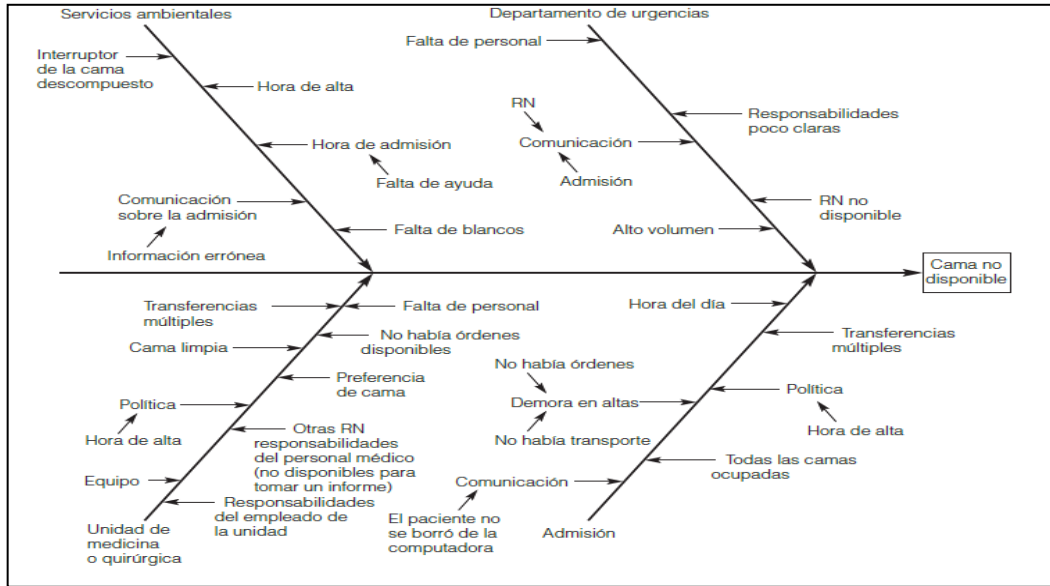 Servicios ambientales
Departamento de urgencias
Interruptor
de la cama
descompuesto
Hora de alta
Hora de admisión
Falta de ayuda
Comunicación
sobre la admisión
Información errónea
Falta de blancos
Falta de personal
RN
Comunicación
Admisión
Responsabilidades
poco claras
RN no
disponible
Alto volumen
Cama no
disponible
Transferencias
múltiples
Falta de personal
No había órdenes
disponibles
Cama limpia
Preferencia
de cama
Política
Hora de alta
Otras RN
responsabilidades
del personal médico
(no disponibles para
tomar un informe)
Equipo
Responsabilidades
del empleado de
la unidad
Unidad de
medicina
o quirúrgica
Hora del día
Transferencias
múltiples
No había órdenes
Demora en altas
No había transporte
Política
Hora de alta
Todas las camas
ocupadas
Comunicación
El paciente no
se borró de la
computadora
Admisión